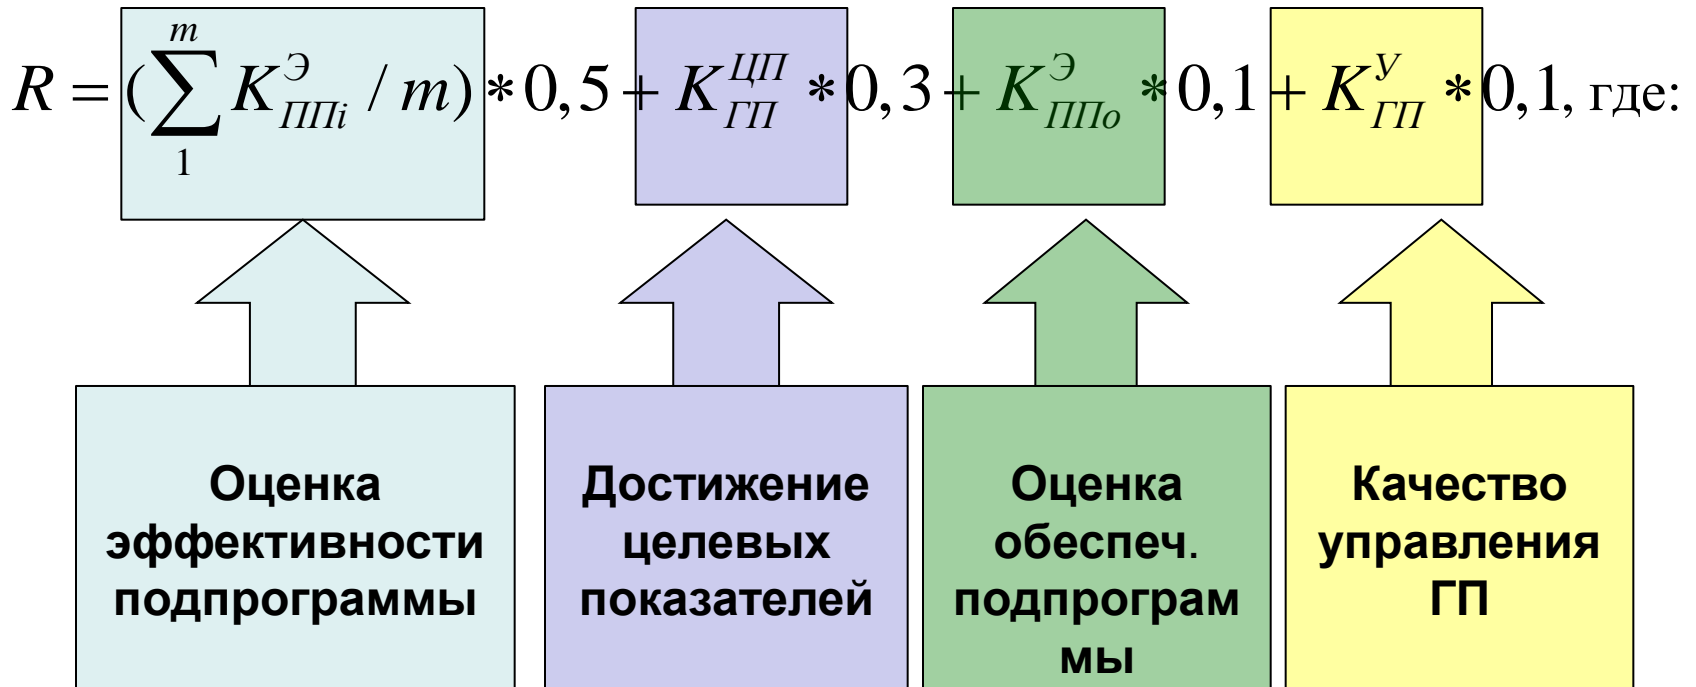 R = (∑₁ᵐ K^Э_ППi / m) * 0,5 + K^ЦП_ГП * 0,3 + K^Э_ППо * 0,1 + K^У_ГП * 0,1, где:
Оценка
эффективности
подпрограммы
Достижение
целевых
показателей
Оценка
обеспеч.
подпрограм
мы
Качество
управления
ГП